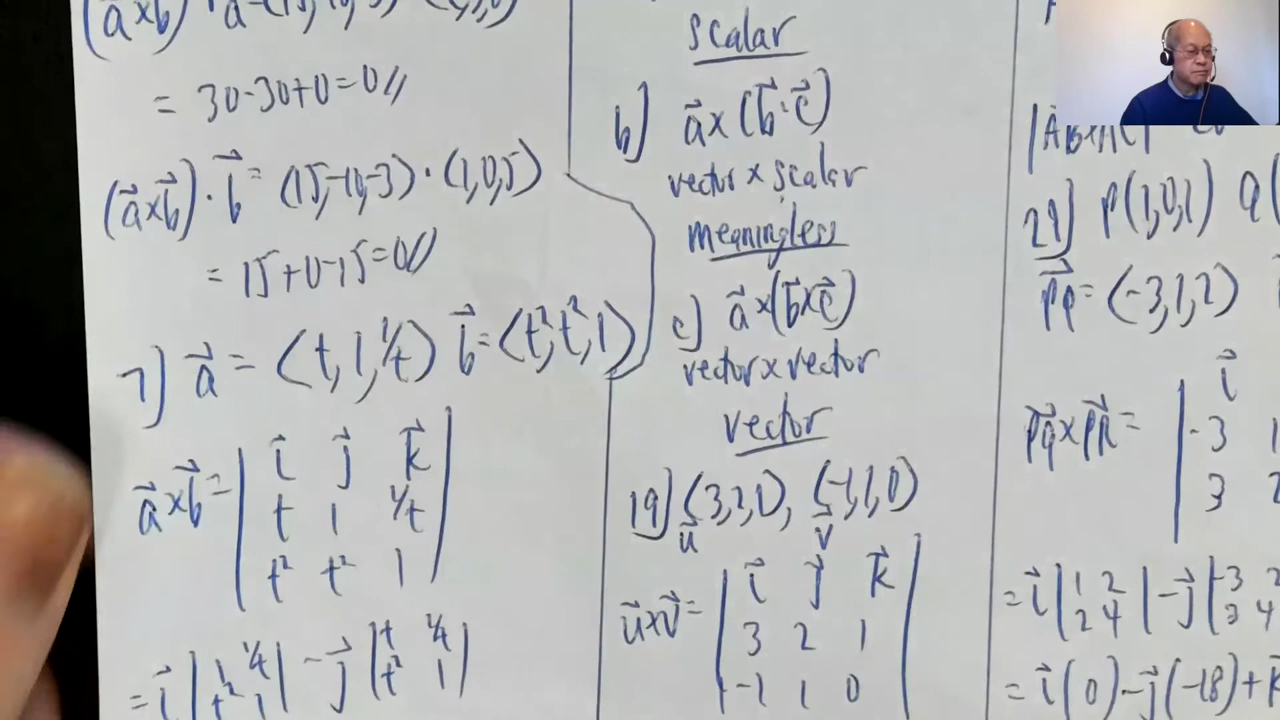 = 30-30+0=0//
(a⃗×b⃗)·b⃗ = (15,-10,-3)·(1,0,5)
= 15+0-15=0//
7] a⃗ = (t,1,1/t) b⃗=(t²,t²,1)
a⃗×b⃗= | i⃗ j⃗ k⃗ |
t 1 1/t
t² t² 1
=i⃗ | 1 1/t | -j⃗ | t 1/t |
t² 1 t² 1
scalar
b] a⃗×(b⃗·c⃗)
vector×scalar
meaningless
c) a⃗×(b⃗×c⃗)
vector×vector
vector
19] (3,2,1), (-1,1,0)
u⃗ v⃗
u⃗×v⃗= | i⃗ j⃗ k⃗ |
3 2 1
-1 1 0
29] P(1,0,1) Q(
P⃗Q= (-3,1,2)
P⃗Q×P⃗R= | i⃗
-3 1
3 2
=i⃗ | 1 2 | -j⃗ | -3 2
2 4 3 4
=i⃗(0)-j⃗(-18)+k⃗